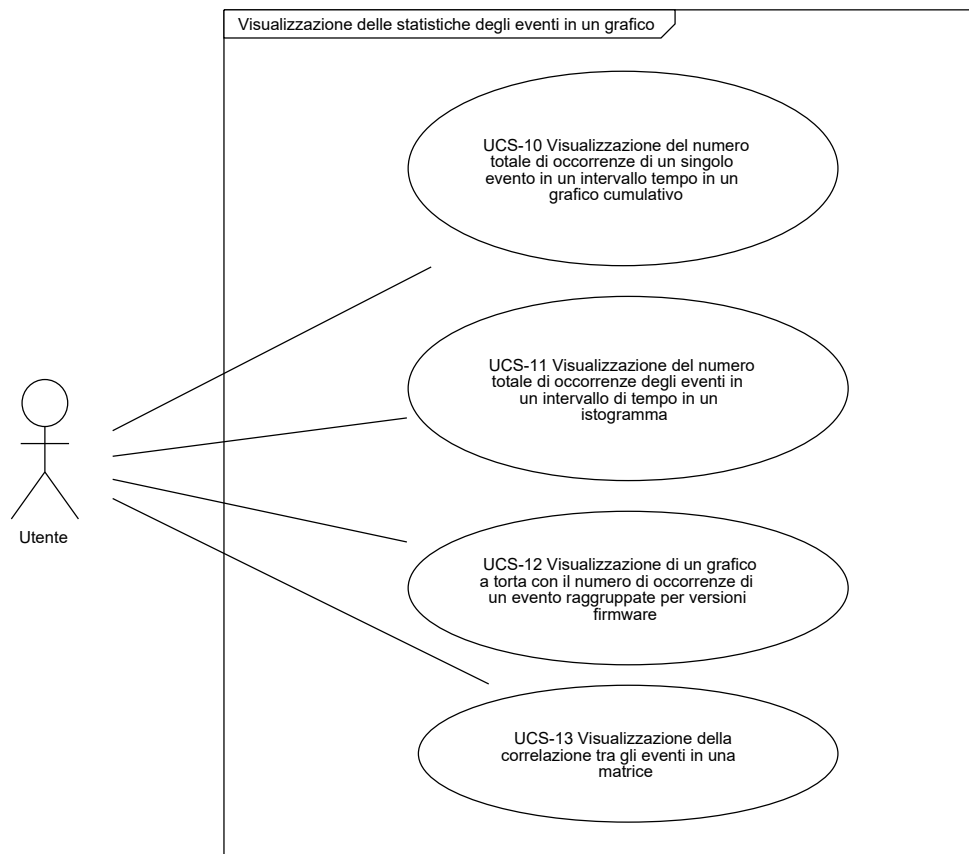 Visualizzazione delle statistiche degli eventi in un grafico
UCS-10 Visualizzazione del numero
totale di occorrenze di un singolo
evento in un intervallo tempo in un
grafico cumulativo
UCS-11 Visualizzazione del numero
totale di occorrenze degli eventi in
un intervallo di tempo in un
istogramma
Utente
UCS-12 Visualizzazione di un grafico
a torta con il numero di occorrenze di
un evento raggruppate per versioni
firmware
UCS-13 Visualizzazione della
correlazione tra gli eventi in una
matrice